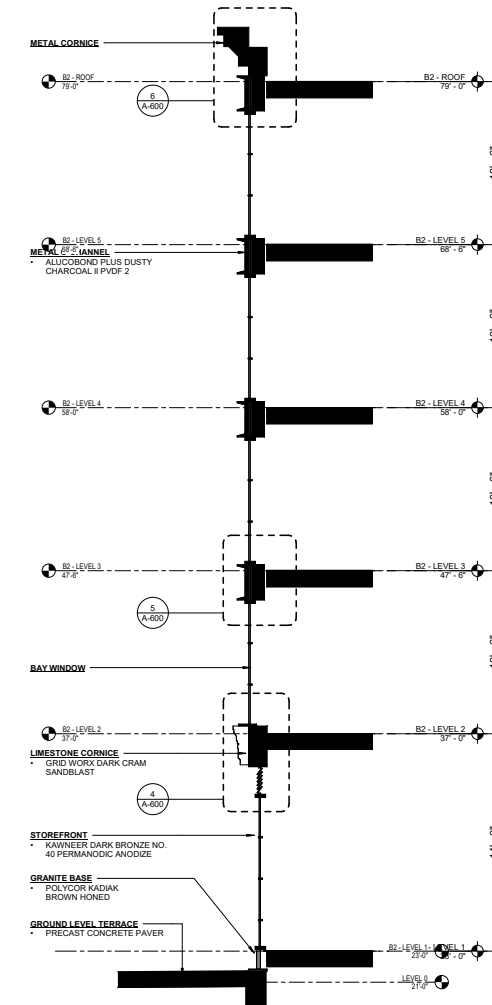 METAL CORNICE
B2 - ROOF
79'-0"
B2 - ROOF
79' - 0"
6
A-600
B2 - LEVEL 5
68'-6"
B2 - LEVEL 5
68' - 6"
• ALUCOBOND PLUS DUSTY
CHARCOAL II PVDF 2
B2 - LEVEL 4
58'-0"
B2 - LEVEL 4
58' - 0"
B2 - LEVEL 3
47'-6"
B2 - LEVEL 3
47' - 6"
5
A-600
BAY WINDOW
B2 - LEVEL 2
37'-0"
B2 - LEVEL 2
37' - 0"
LIMESTONE CORNICE
• GRID WORX DARK CRAM
SANDBLAST
4
A-600
STOREFRONT
• KAWNEER DARK BRONZE NO.
40 PERMANODIC ANODIZE
GRANITE BASE
• POLYCOR KADIAK
BROWN HONED
GROUND LEVEL TERRACE
• PRECAST CONCRETE PAVER
B2 - LEVEL 1
23'-0"
LEVEL 0
21'-0"